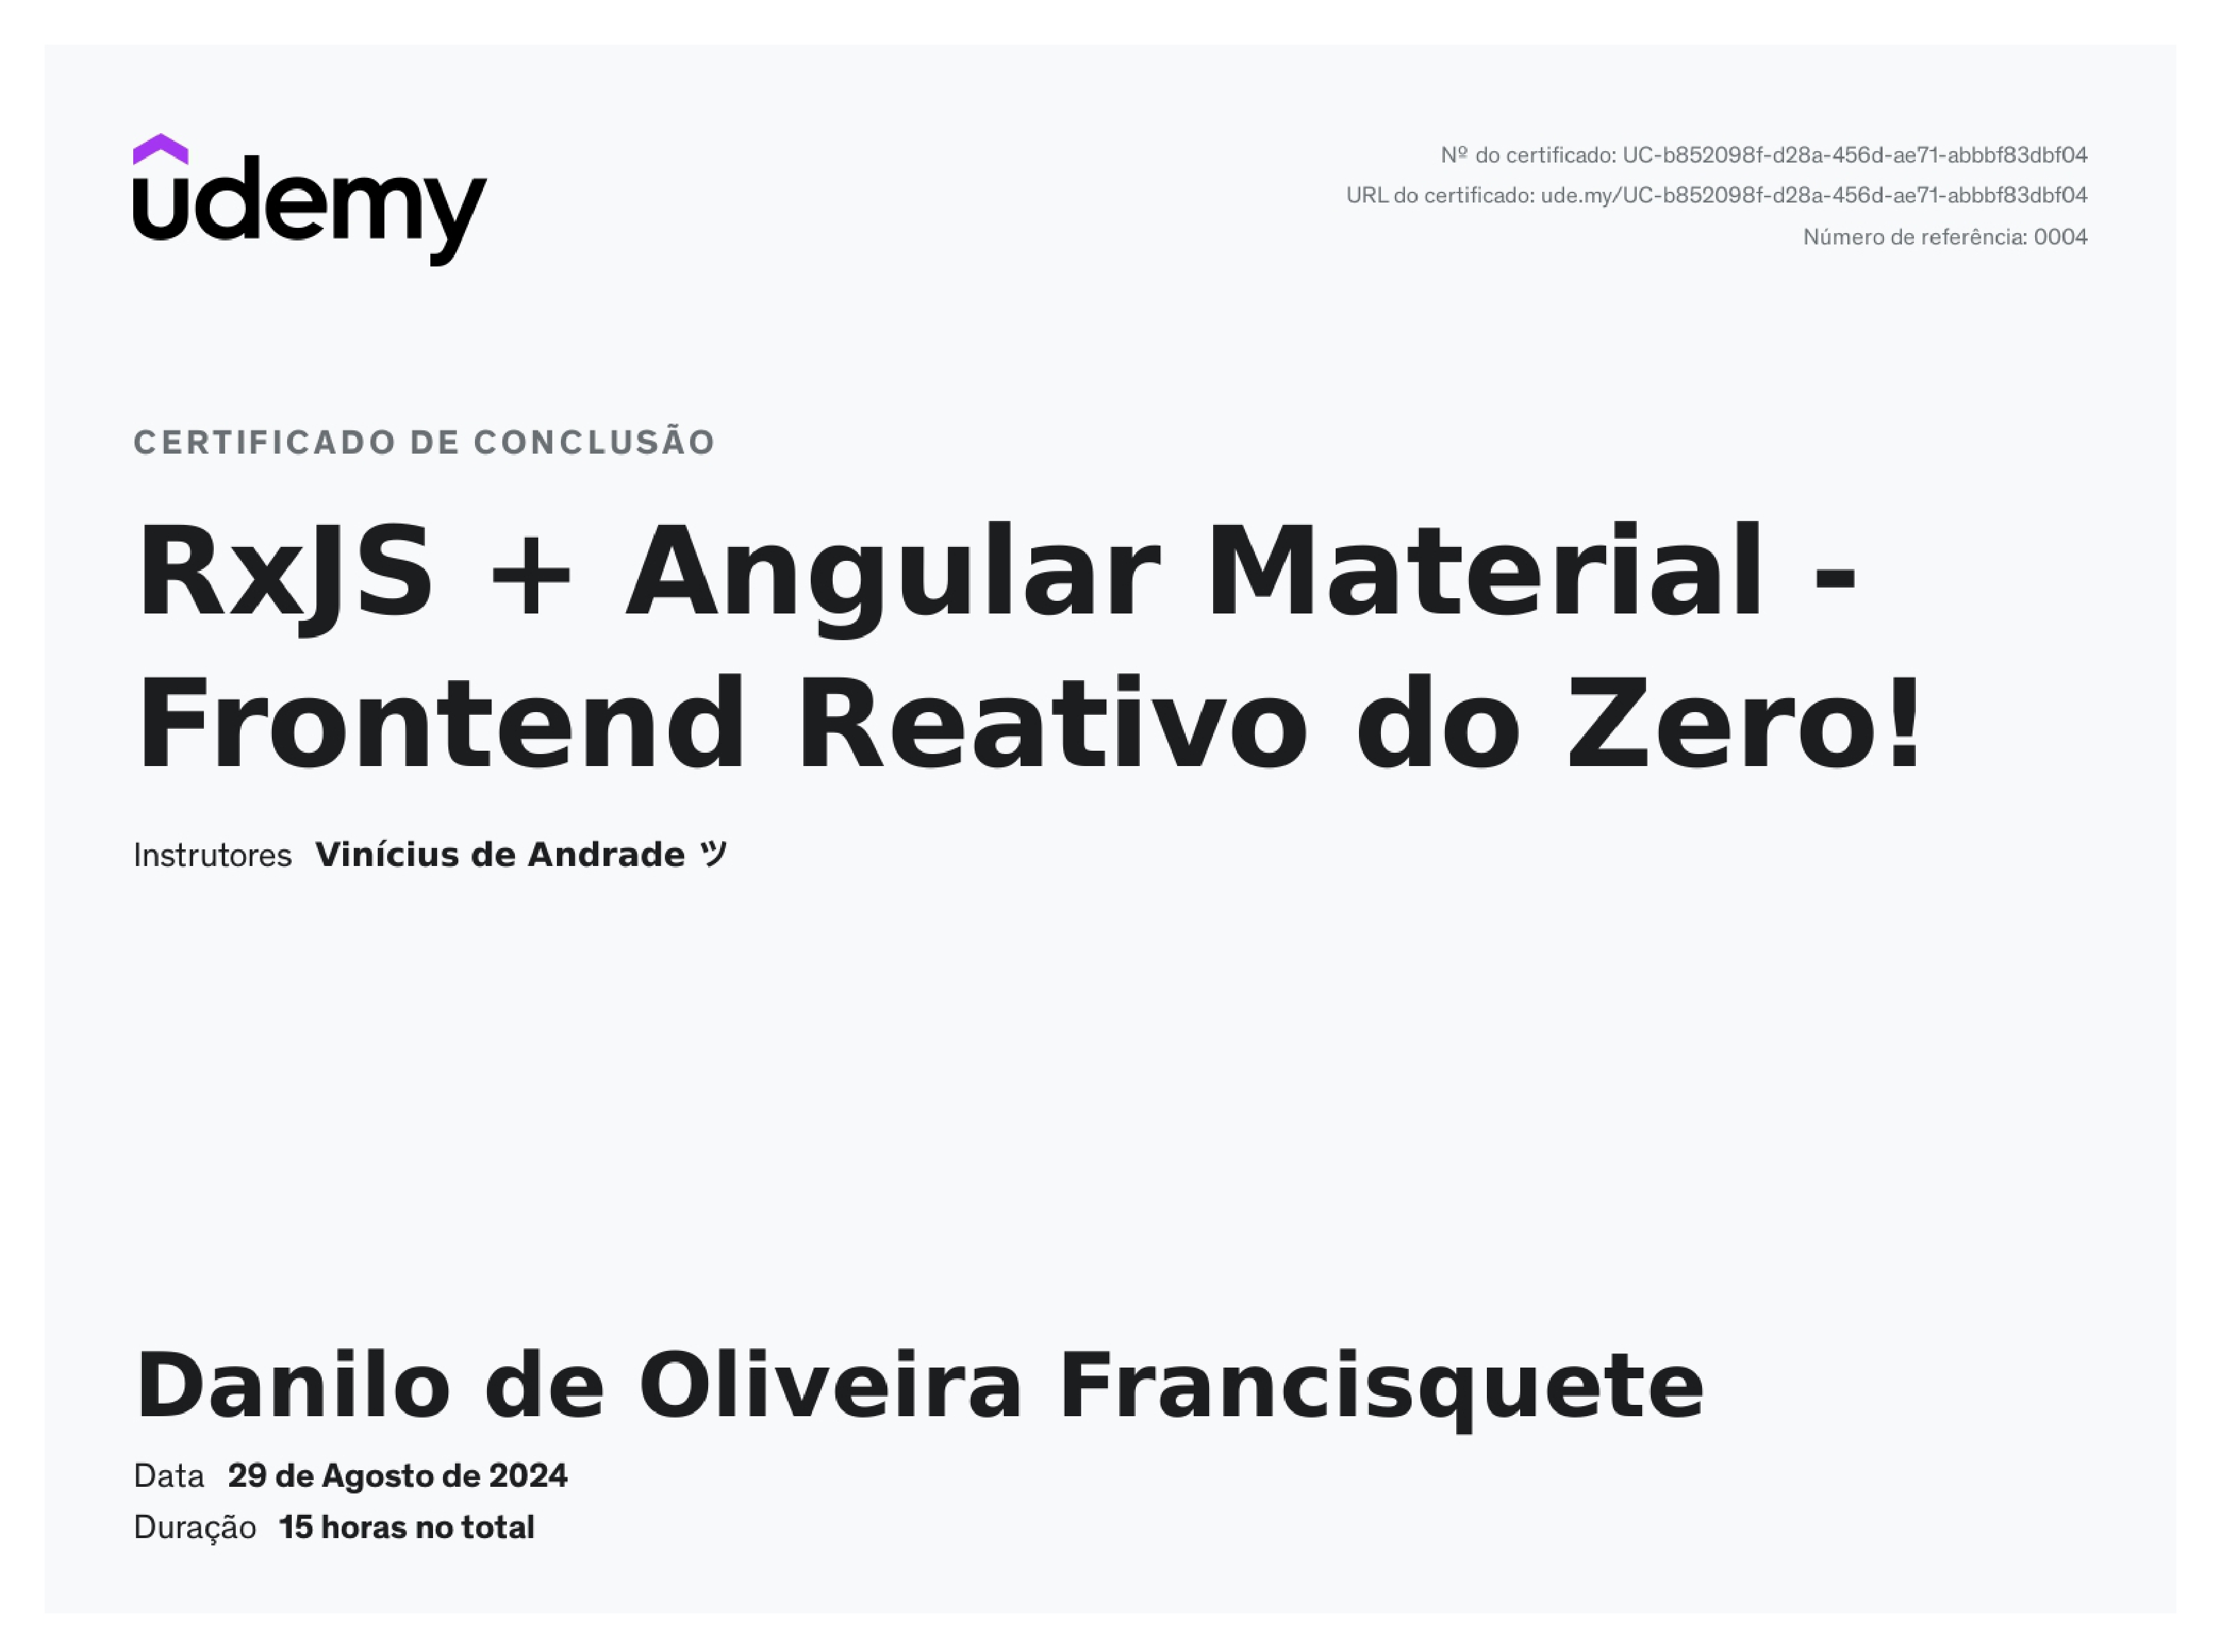 udemy
Nº do certificado: UC-b852098f-d28a-456d-ae71-abbbf83dbf04
URL do certificado: ude.my/UC-b852098f-d28a-456d-ae71-abbbf83dbf04
Número de referência: 0004
CERTIFICADO DE CONCLUSÃO
RxJS + Angular Material -
Frontend Reativo do Zero!
Instrutores Vinícius de Andrade ツ
Danilo de Oliveira Francisquete
Data 29 de Agosto de 2024
Duração 15 horas no total